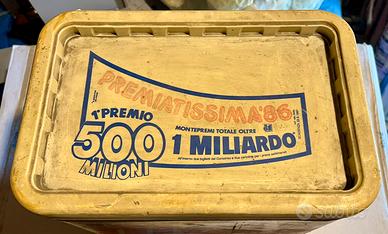 PREMIATISSIMA'86
1° PREMIO
500
MILIONI
MONTEPREMI TOTALE OLTRE
1 MILIARDO